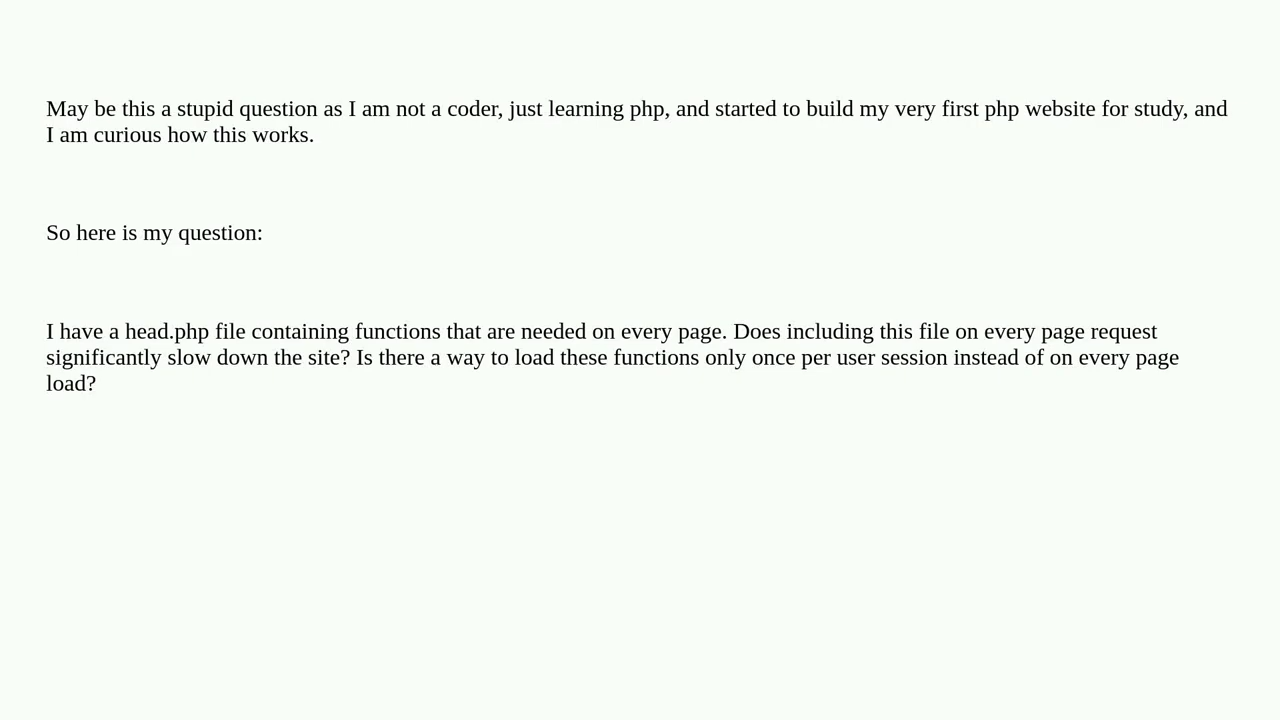 May be this a stupid question as I am not a coder, just learning php, and started to build my very first php website for study, and
I am curious how this works.
So here is my question:
I have a head.php file containing functions that are needed on every page. Does including this file on every page request
significantly slow down the site? Is there a way to load these functions only once per user session instead of on every page
load?